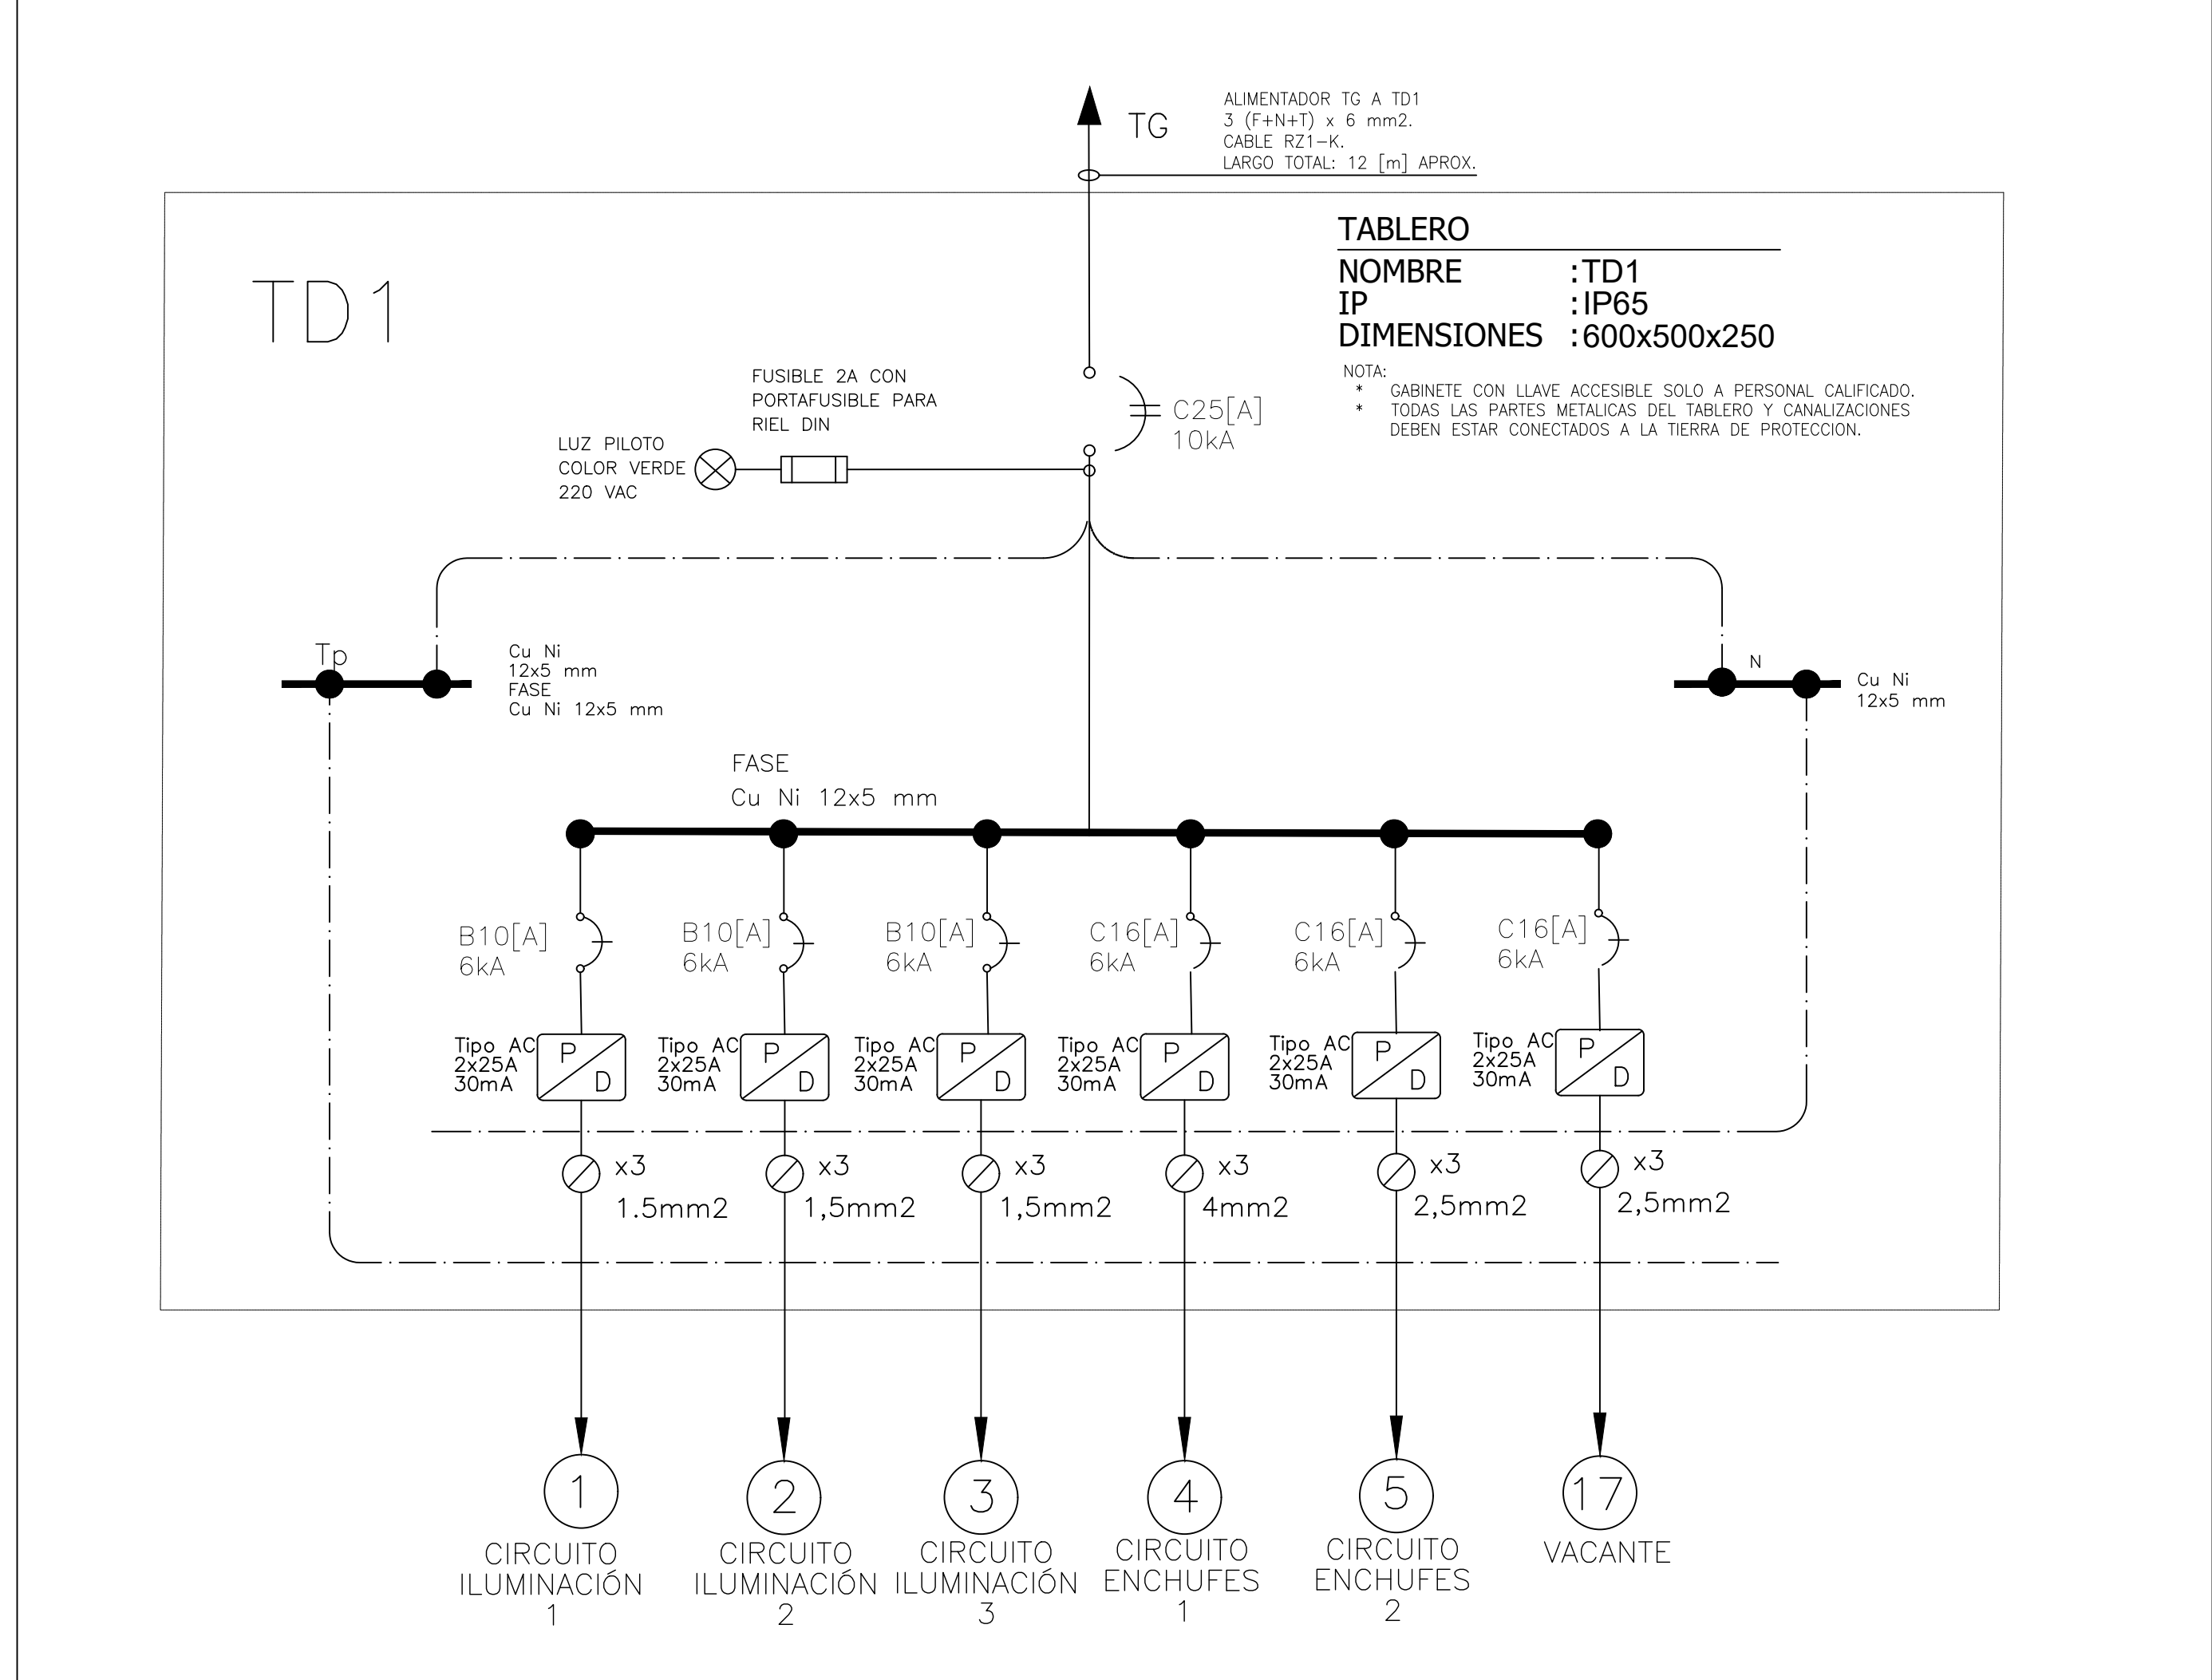 TG
ALIMENTADOR TG A TD1
3 (F+N+T) x 6 mm2.
CABLE RZ1-K.
LARGO TOTAL: 12 [m] APROX.
TD1
TABLERO
NOMBRE :TD1
IP :IP65
DIMENSIONES :600x500x250
NOTA:
* GABINETE CON LLAVE ACCESIBLE SOLO A PERSONAL CALIFICADO.
* TODAS LAS PARTES METALICAS DEL TABLERO Y CANALIZACIONES
DEBEN ESTAR CONECTADOS A LA TIERRA DE PROTECCION.
FUSIBLE 2A CON
PORTAFUSIBLE PARA
RIEL DIN
C25[A]
10kA
LUZ PILOTO
COLOR VERDE
220 VAC
Tp
Cu Ni
12x5 mm
FASE
Cu Ni 12x5 mm
N
Cu Ni
12x5 mm
FASE
Cu Ni 12x5 mm
B10[A]
6kA
B10[A]
6kA
B10[A]
6kA
C16[A]
6kA
C16[A]
6kA
C16[A]
6kA
Tipo AC
2x25A
30mA
P
D
Tipo AC
2x25A
30mA
P
D
Tipo AC
2x25A
30mA
P
D
Tipo AC
2x25A
30mA
P
D
Tipo AC
2x25A
30mA
P
D
Tipo AC
2x25A
30mA
P
D
x3
1.5mm2
x3
1,5mm2
x3
1,5mm2
x3
4mm2
x3
2,5mm2
x3
2,5mm2
1
CIRCUITO
ILUMINACIÓN
1
2
CIRCUITO
ILUMINACIÓN
2
3
CIRCUITO
ILUMINACIÓN
3
4
CIRCUITO
ENCHUFES
1
5
CIRCUITO
ENCHUFES
2
17
VACANTE